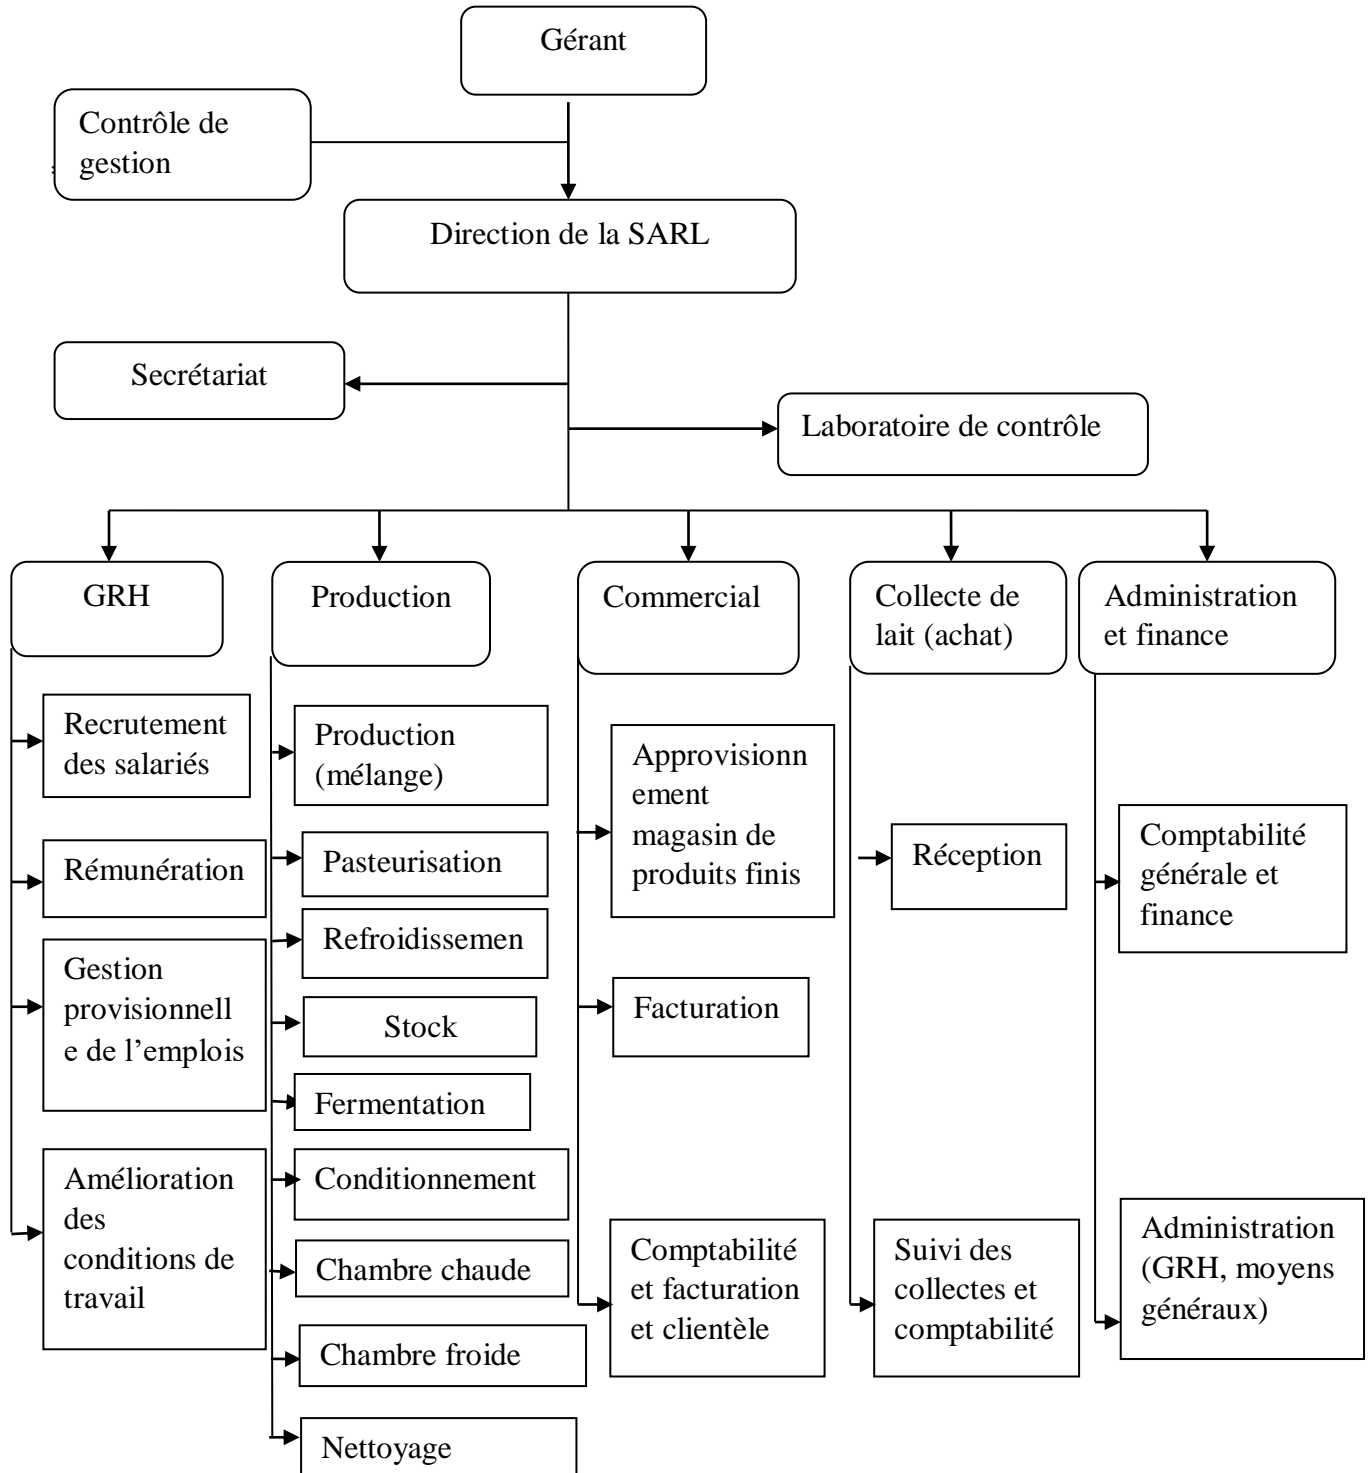 Gérant
Contrôle de
gestion
Direction de la SARL
Secrétariat
Laboratoire de contrôle
GRH
Production
Commercial
Collecte de
lait (achat)
Administration
et finance
Recrutement
des salariés
Rémunération
Gestion
provisionnell
e de l’emplois
Amélioration
des
conditions de
travail
Production
(mélange)
Pasteurisation
Refroidissemen
Stock
Fermentation
Conditionnement
Chambre chaude
Chambre froide
Nettoyage
Approvisionn
ement
magasin de
produits finis
Facturation
Comptabilité
et facturation
et clientèle
Réception
Suivi des
collectes et
comptabilité
Comptabilité
générale et
finance
Administration
(GRH, moyens
généraux)